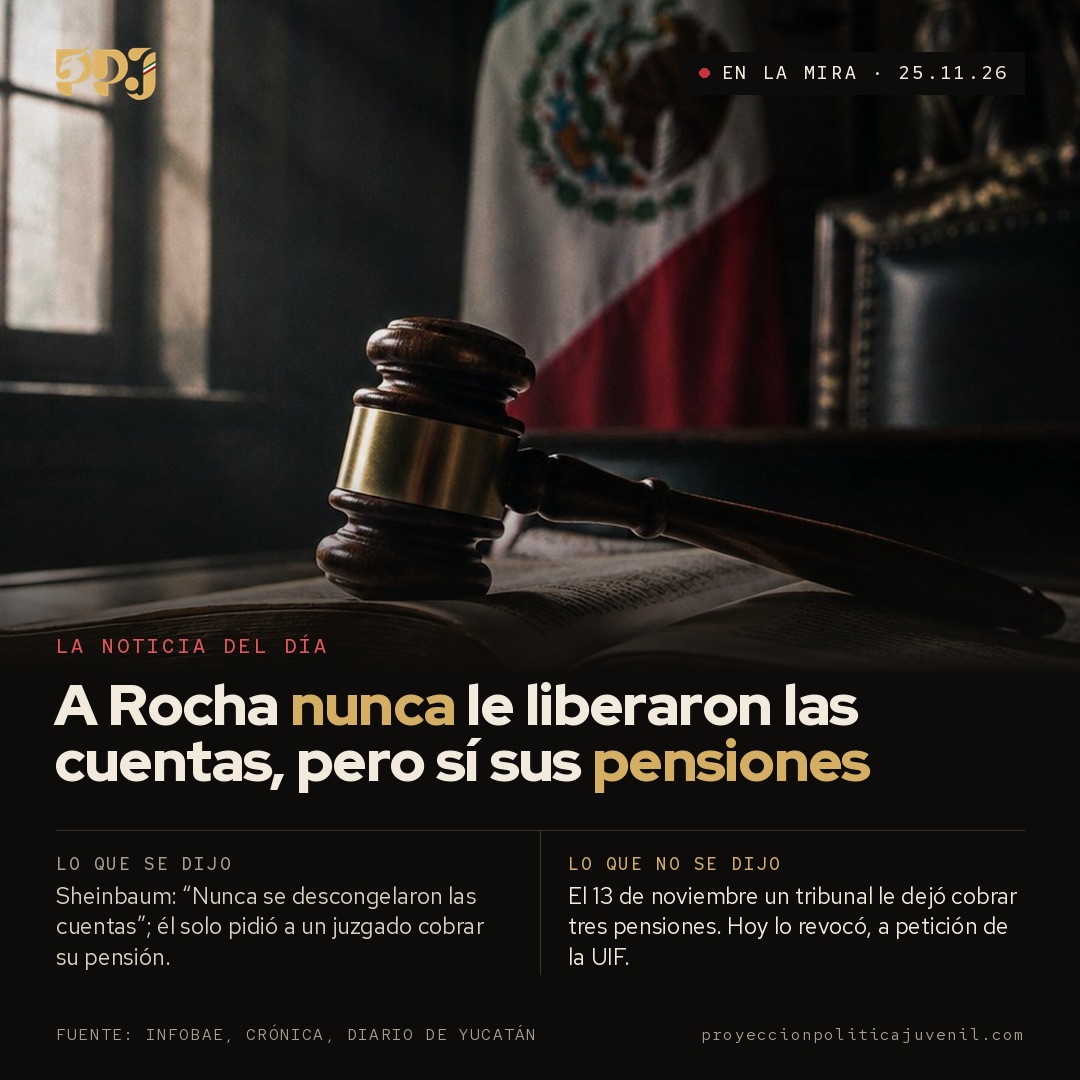 PPJ
EN LA MIRA · 25.11.26
LA NOTICIA DEL DÍA
A Rocha nunca le liberaron las
cuentas, pero sí sus pensiones
LO QUE SE DIJO
Sheinbaum: “Nunca se descongelaron las
cuentas”; él solo pidió a un juzgado cobrar
su pensión.
LO QUE NO SE DIJO
El 13 de noviembre un tribunal le dejó cobrar
tres pensiones. Hoy lo revocó, a petición de
la UIF.
FUENTE: INFOBAE, CRÓNICA, DIARIO DE YUCATÁN
proyeccionpoliticajuvenil.com